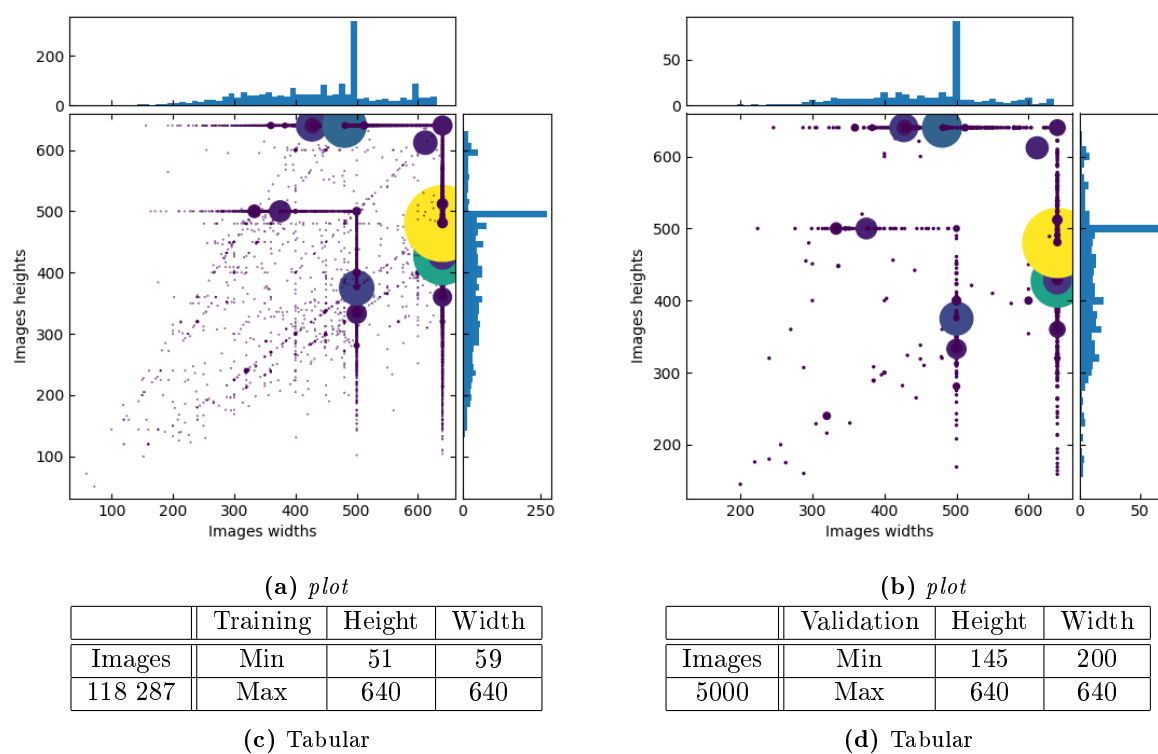 200
0
600
500
400
300
200
100
Images heights
100 200 300 400 500 600 0 250
Images widths
50
0
600
500
400
300
200
Images heights
200 300 400 500 600 0 50
Images widths
(a) plot
Training Height Width
Images Min 51 59
118 287 Max 640 640
(c) Tabular
(b) plot
Validation Height Width
Images Min 145 200
5000 Max 640 640
(d) Tabular